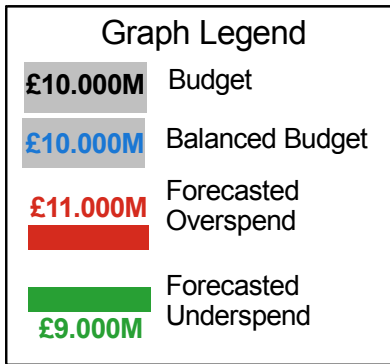 Graph Legend
£10.000M Budget
£10.000M Balanced Budget
£11.000M Forecasted
Overspend
Forecasted
£9.000M Underspend